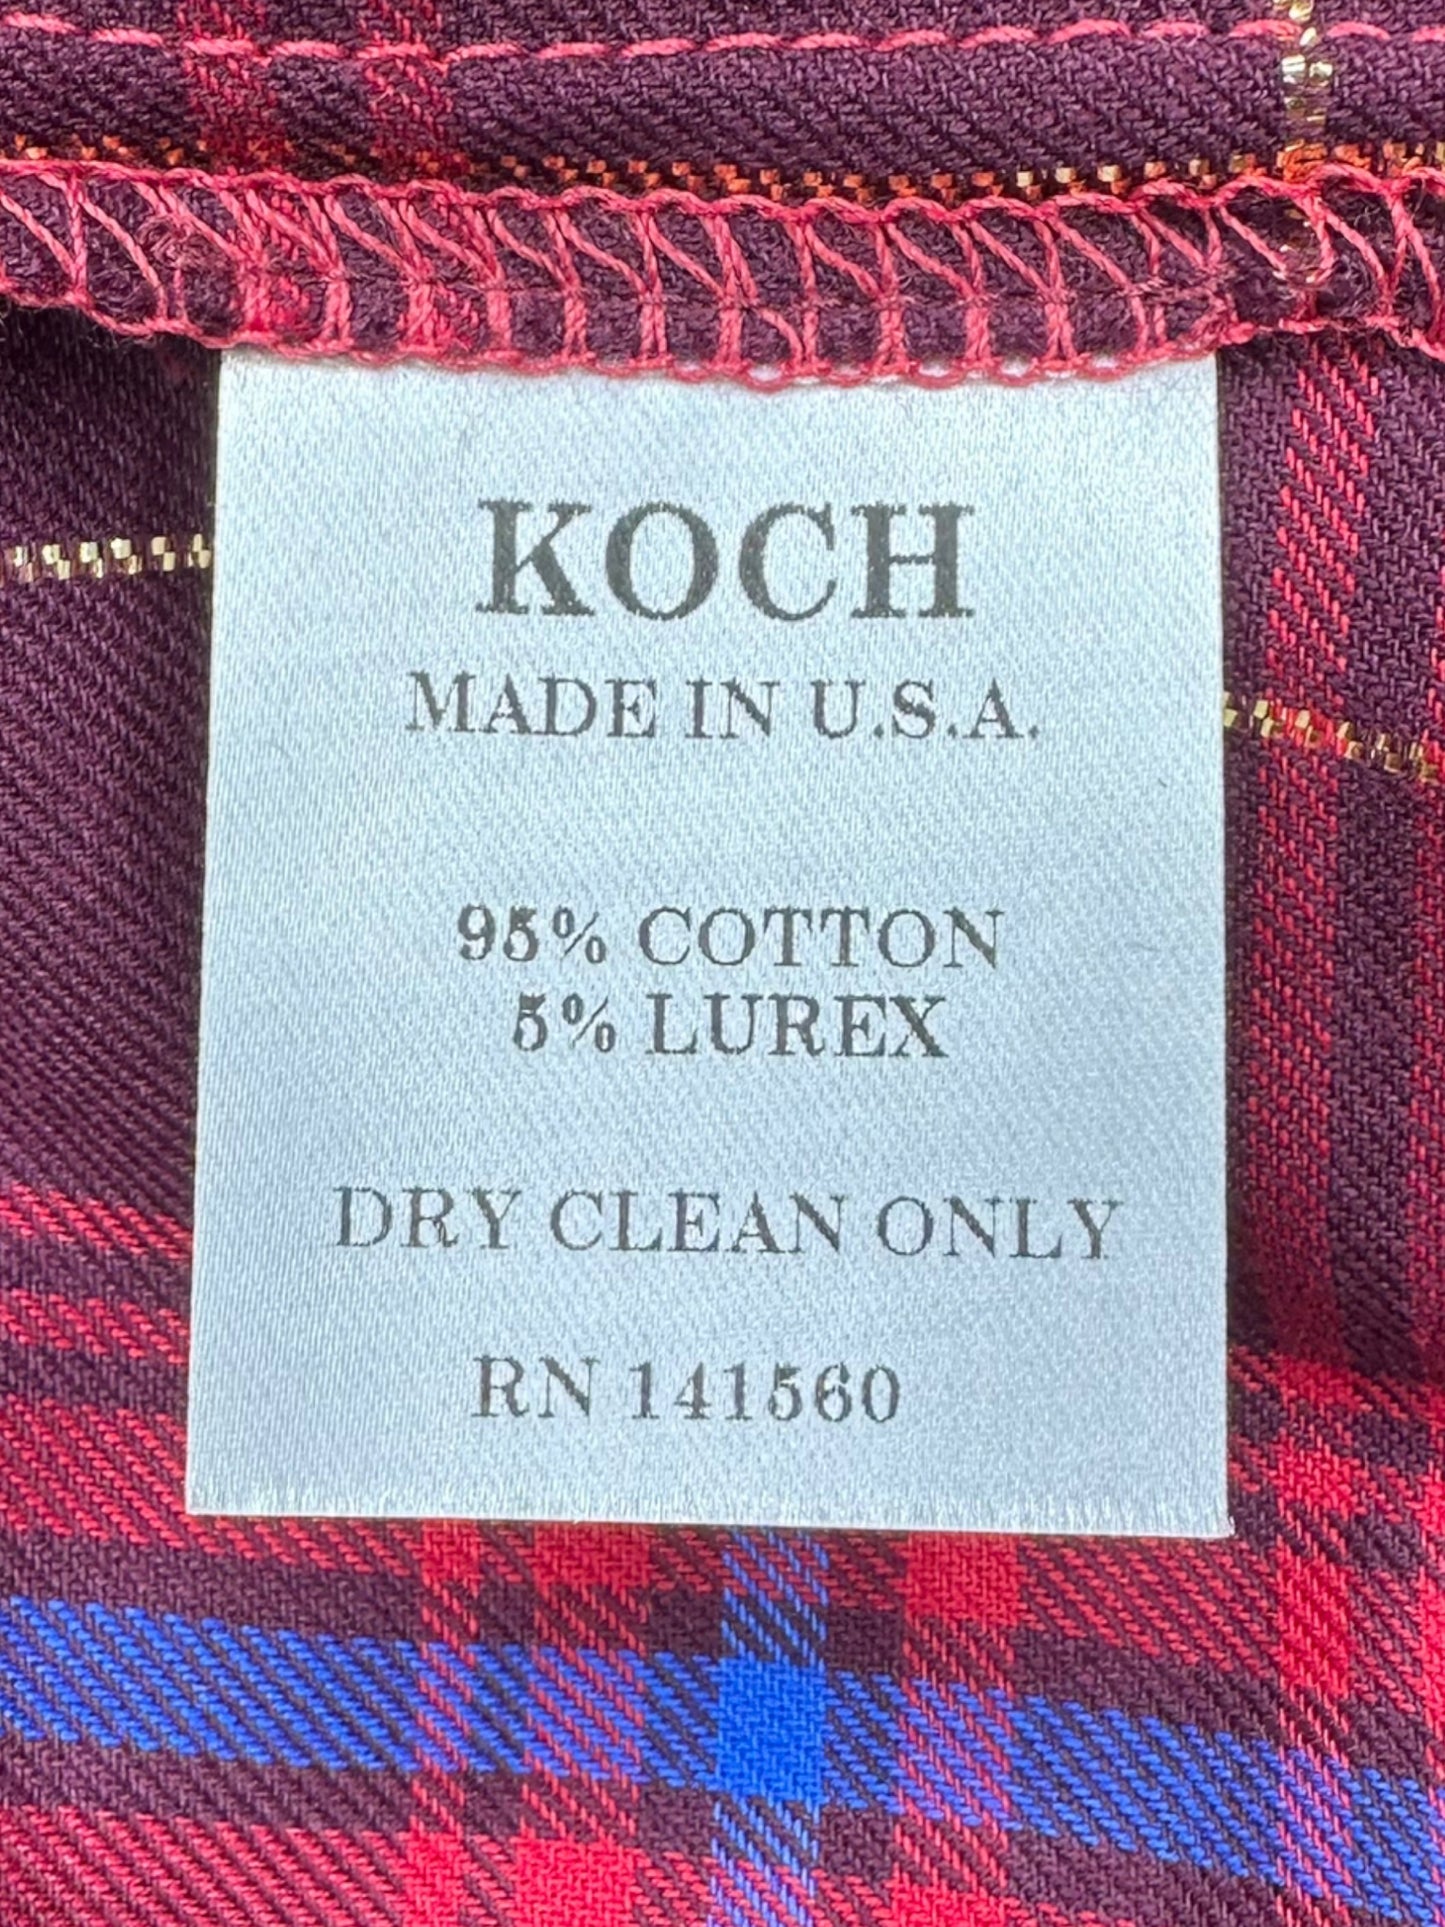 KOCH
MADE IN U.S.A.
95% COTTON
5% LUREX
DRY CLEAN ONLY
RN 141560